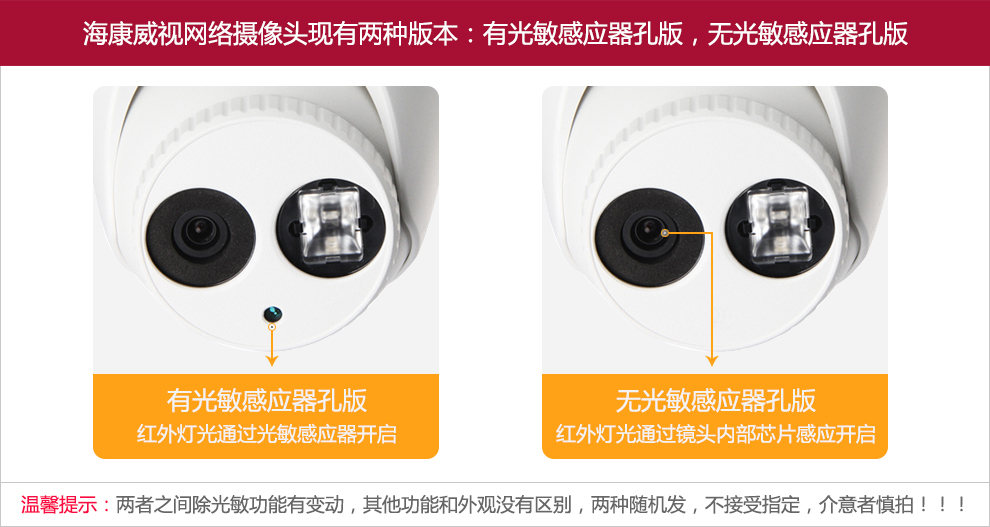 海康威视网络摄像头现有两种版本：有光敏感应器孔版，无光敏感应器孔版
有光敏感应器孔版
红外灯光通过光敏感应器开启
无光敏感应器孔版
红外灯光通过镜头内部芯片感应开启
温馨提示：两者之间除光敏功能有变动，其他功能和外观没有区别，两种随机发，不接受指定，介意者慎拍！！！